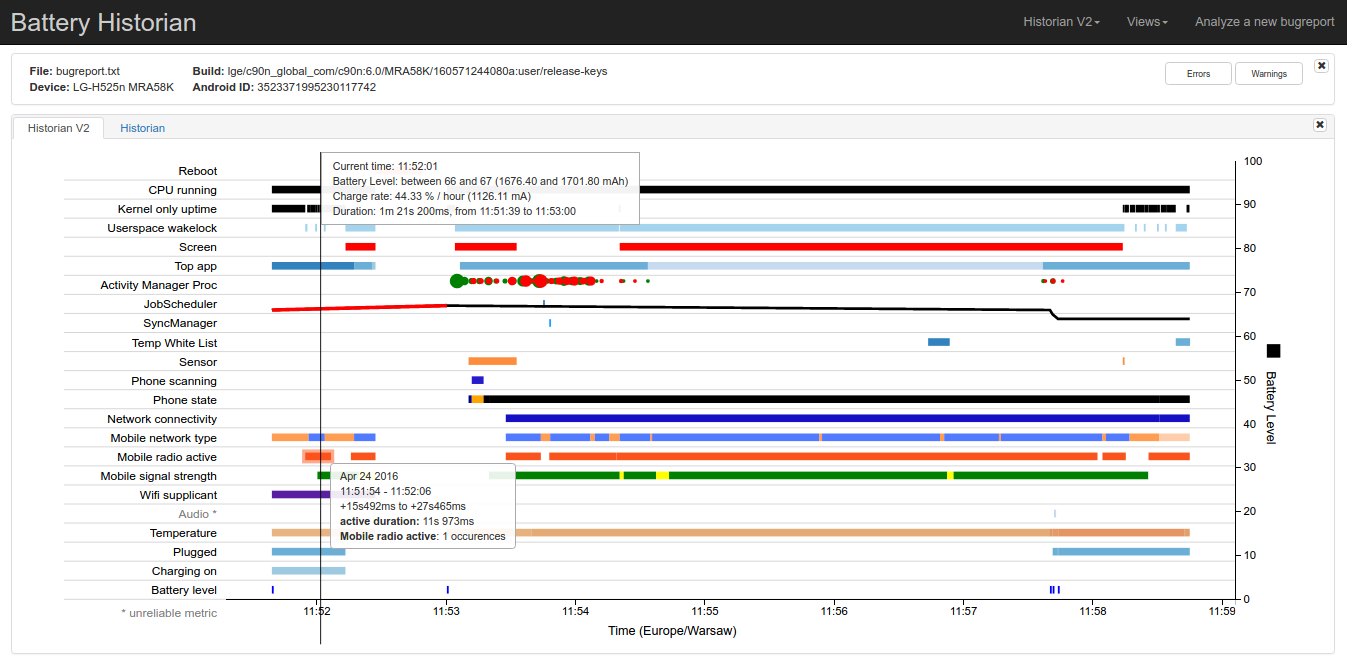 Battery Historian
Historian V2 Views Analyze a new bugreport
File: bugreport.txt Build: lge/c90n_global_com/c90n:6.0/MRA58K/160571244080a:user/release-keys
Device: LG-H525n MRA58K Android ID: 3523371995230117742
Errors Warnings
Historian V2 Historian
Current time: 11:52:01
Battery Level: between 66 and 67 (1676.40 and 1701.80 mAh)
Charge rate: 44.33 % / hour (1126.11 mA)
Duration: 1m 21s 200ms, from 11:51:39 to 11:53:00
Reboot
CPU running
Kernel only uptime
Userspace wakelock
Screen
Top app
Activity Manager Proc
JobScheduler
SyncManager
Temp White List
Sensor
Phone scanning
Phone state
Network connectivity
Mobile network type
Mobile radio active
Mobile signal strength
Wifi supplicant
Audio *
Temperature
Plugged
Charging on
Battery level
* unreliable metric
Apr 24 2016
11:51:54 - 11:52:06
+15s492ms to +27s465ms
active duration: 11s 973ms
Mobile radio active: 1 occurences
100
90
80
70
60
50
40
30
20
10
0
Battery Level
11:52 11:53 11:54 11:55 11:56 11:57 11:58 11:59
Time (Europe/Warsaw)